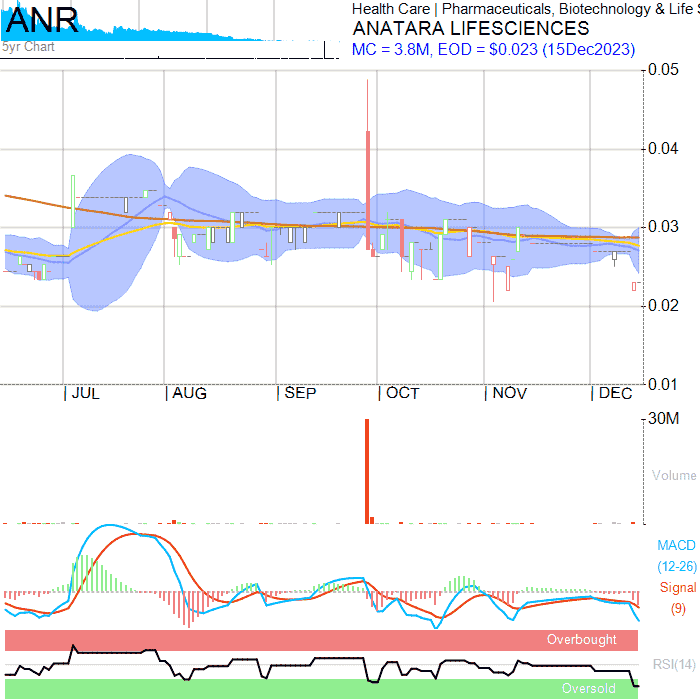 ANR
Health Care | Pharmaceuticals, Biotechnology & Life S
ANATARA LIFESCIENCES
5yr Chart
MC = 3.8M, EOD = $0.023 (15Dec2023)
0.05
0.04
0.03
0.02
0.01
| JUL | AUG | SEP | OCT | NOV | DEC
30M
Volume
MACD
(12-26)
Signal
(9)
Overbought
RSI(14)
Oversold